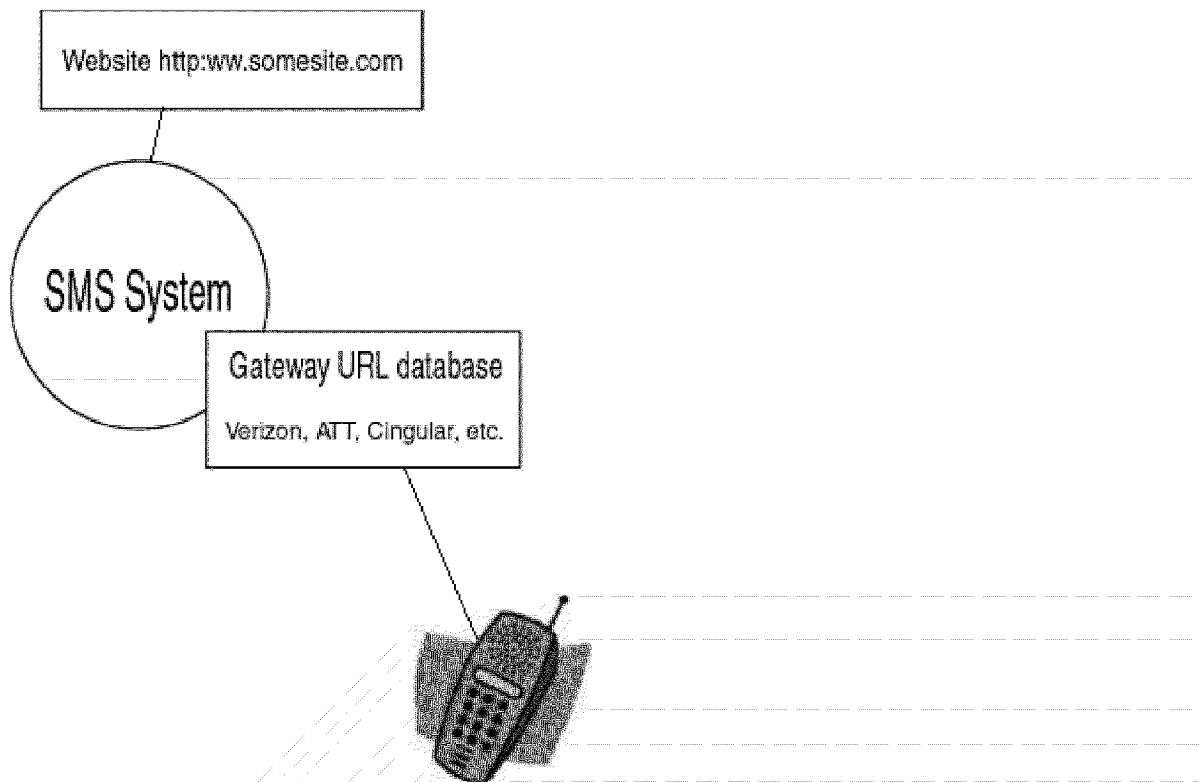 Website http:ww.somesite.com
SMS System
Gateway URL database
Verizon, ATT, Cingular, etc.